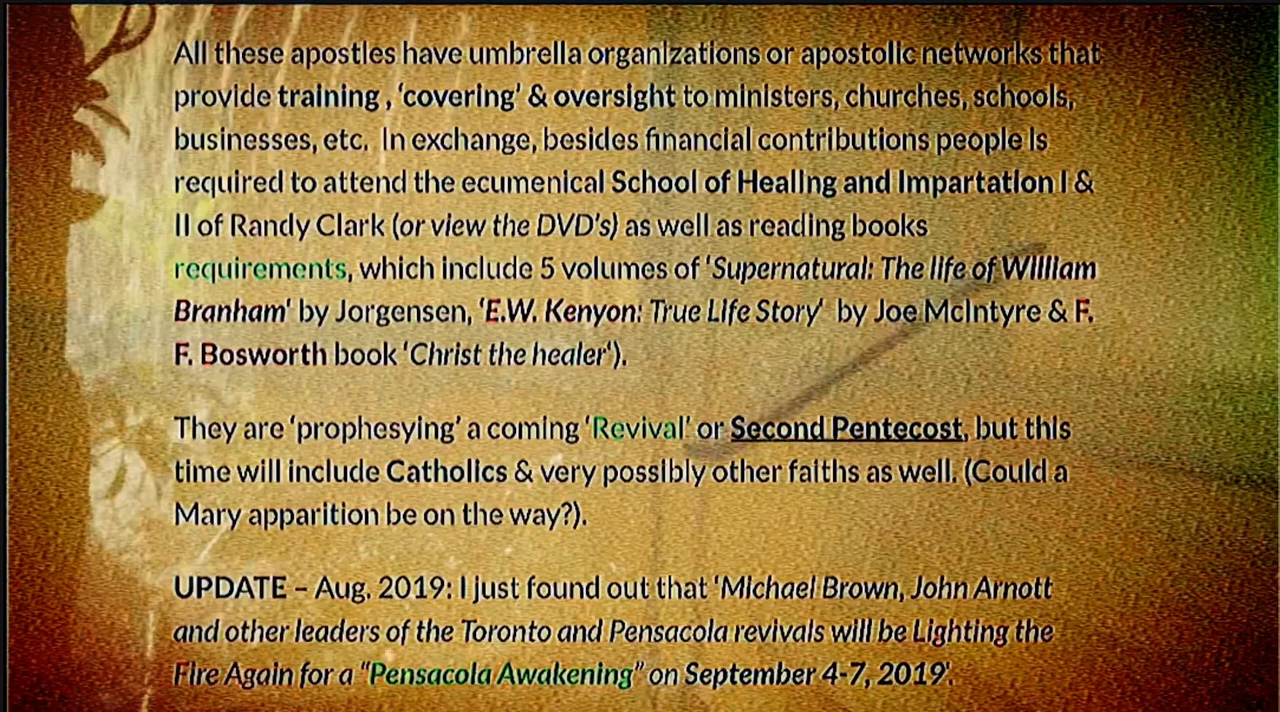 All these apostles have umbrella organizations or apostolic networks that
provide training , ‘covering’ & oversight to ministers, churches, schools,
businesses, etc.  In exchange, besides financial contributions people is
required to attend the ecumenical School of Healing and Impartation I &
II of Randy Clark (or view the DVD’s) as well as reading books
requirements, which include 5 volumes of ‘Supernatural: The life of William
Branham‘ by Jorgensen, ‘E.W. Kenyon: True Life Story‘  by Joe McIntyre & F.
F. Bosworth book ‘Christ the healer‘).
They are ‘prophesying’ a coming ‘Revival’ or Second Pentecost, but this
time will include Catholics & very possibly other faiths as well. (Could a
Mary apparition be on the way?).
UPDATE – Aug. 2019: I just found out that ‘Michael Brown, John Arnott
and other leaders of the Toronto and Pensacola revivals will be Lighting the
Fire Again for a “Pensacola Awakening” on September 4-7, 2019‘.